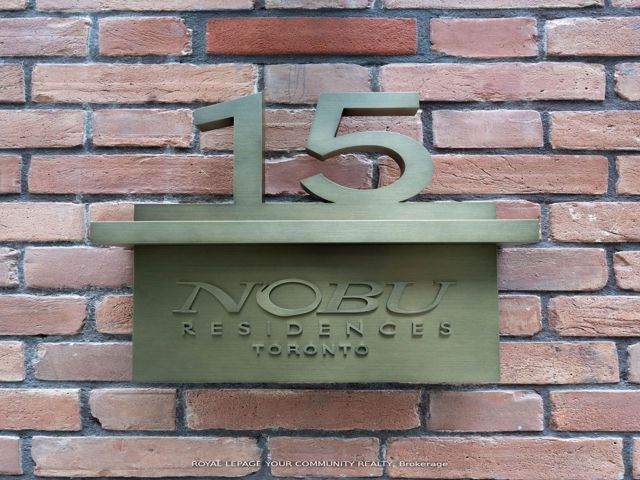 15
NOBU
RESIDENCES
TORONTO
ROYAL LEPAGE YOUR COMMUNITY REALTY, Brokerage